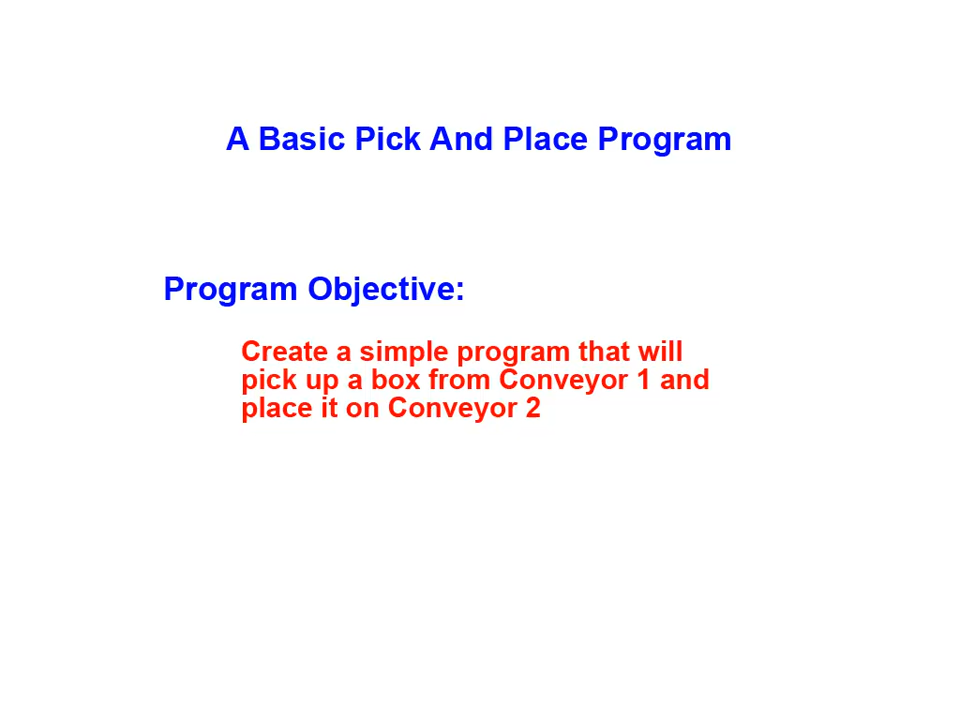 A Basic Pick And Place Program
Program Objective:
Create a simple program that will
pick up a box from Conveyor 1 and
place it on Conveyor 2